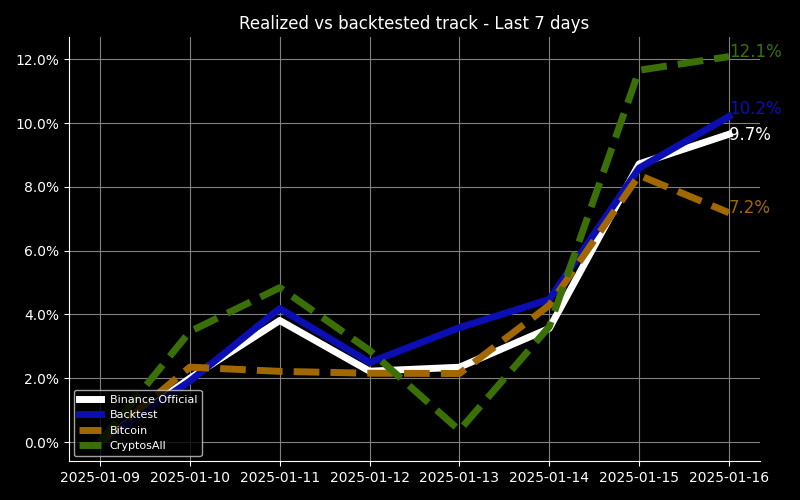 Realized vs backtested track - Last 7 days
12.0%
10.0%
8.0%
6.0%
4.0%
2.0%
0.0%
12.1%
10.2%
9.7%
7.2%
Binance Official
Backtest
Bitcoin
CryptosAll
2025-01-09 2025-01-10 2025-01-11 2025-01-12 2025-01-13 2025-01-14 2025-01-15 2025-01-16